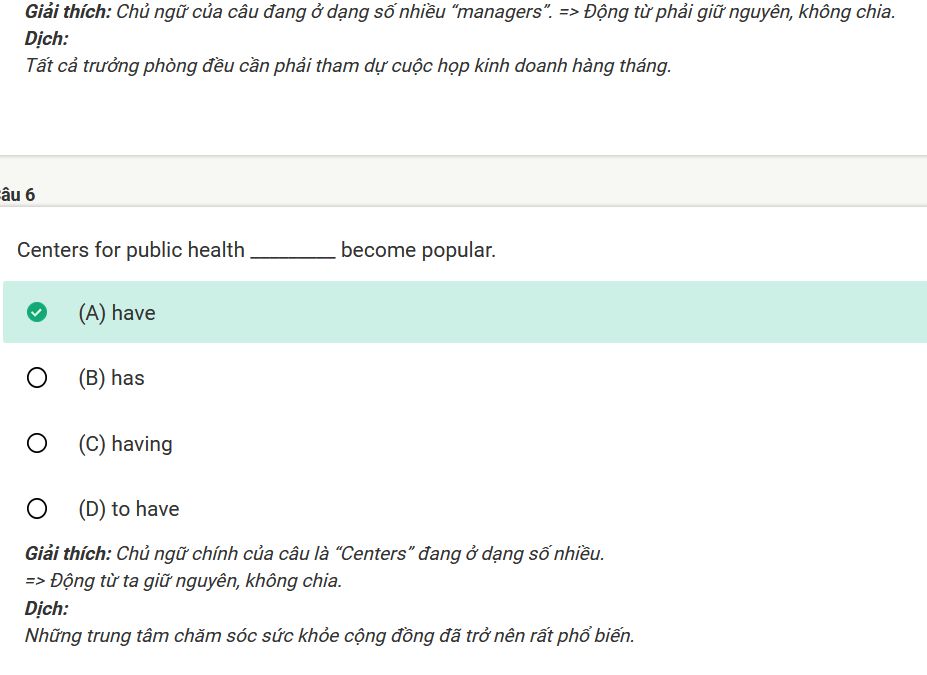 Giải thích: Chủ ngữ của câu đang ở dạng số nhiều “managers”. => Động từ phải giữ nguyên, không chia.
Dịch:
Tất cả trưởng phòng đều cần phải tham dự cuộc họp kinh doanh hàng tháng.
âu 6
Centers for public health ________ become popular.
(A) have
(B) has
(C) having
(D) to have
Giải thích: Chủ ngữ chính của câu là “Centers” đang ở dạng số nhiều.
=> Động từ ta giữ nguyên, không chia.
Dịch:
Những trung tâm chăm sóc sức khỏe cộng đồng đã trở nên rất phổ biến.